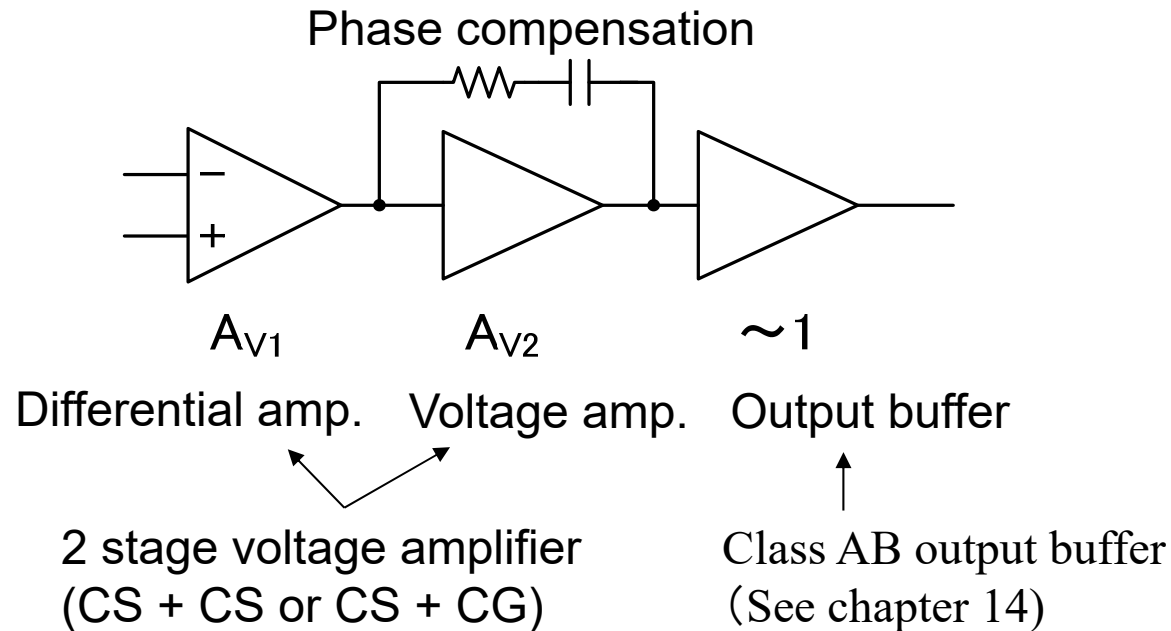 Phase compensation
−
+
AV1
AV2
～1
Differential amp.
Voltage amp.
Output buffer
2 stage voltage amplifier
(CS + CS or CS + CG)
Class AB output buffer
（See chapter 14)